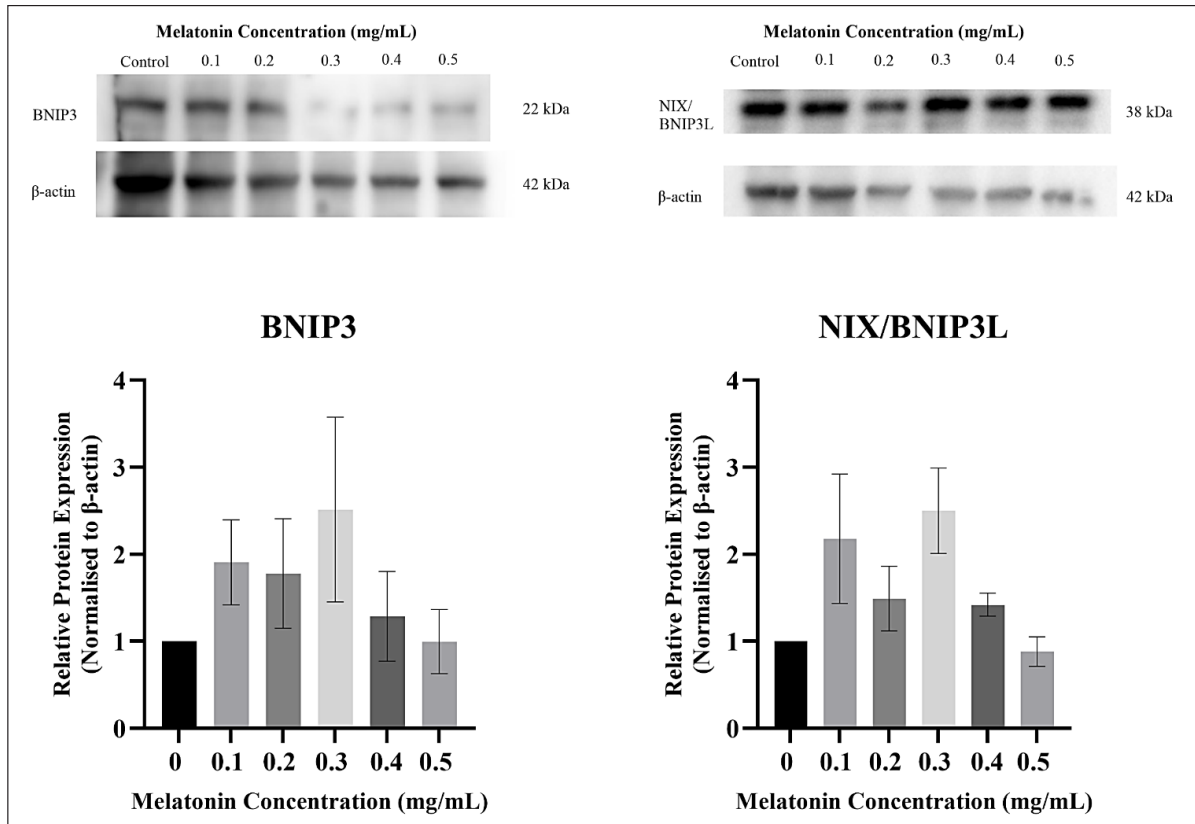 Melatonin Concentration (mg/mL)
Control 0.1 0.2 0.3 0.4 0.5
BNIP3
22 kDa
β-actin
42 kDa
Melatonin Concentration (mg/mL)
Control 0.1 0.2 0.3 0.4 0.5
NIX/
BNIP3L
38 kDa
β-actin
42 kDa
BNIP3
Relative Protein Expression
(Normalised to β-actin)
4
3
2
1
0
0 0.1 0.2 0.3 0.4 0.5
Melatonin Concentration (mg/mL)
NIX/BNIP3L
Relative Protein Expression
(Normalised to β-actin)
4
3
2
1
0
0 0.1 0.2 0.3 0.4 0.5
Melatonin Concentration (mg/mL)